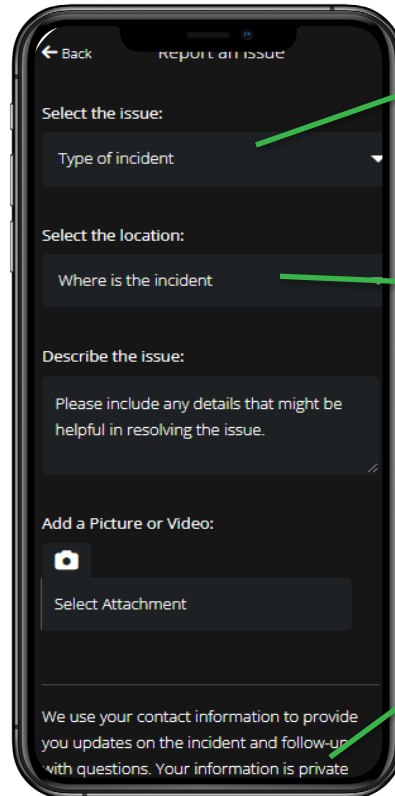 Back
Report an issue
Select the issue:
Type of incident
Select the location:
Where is the incident
Describe the issue:
Please include any details that might be
helpful in resolving the issue.
Add a Picture or Video:
Select Attachment
We use your contact information to provide
you updates on the incident and follow-up
with questions. Your information is private